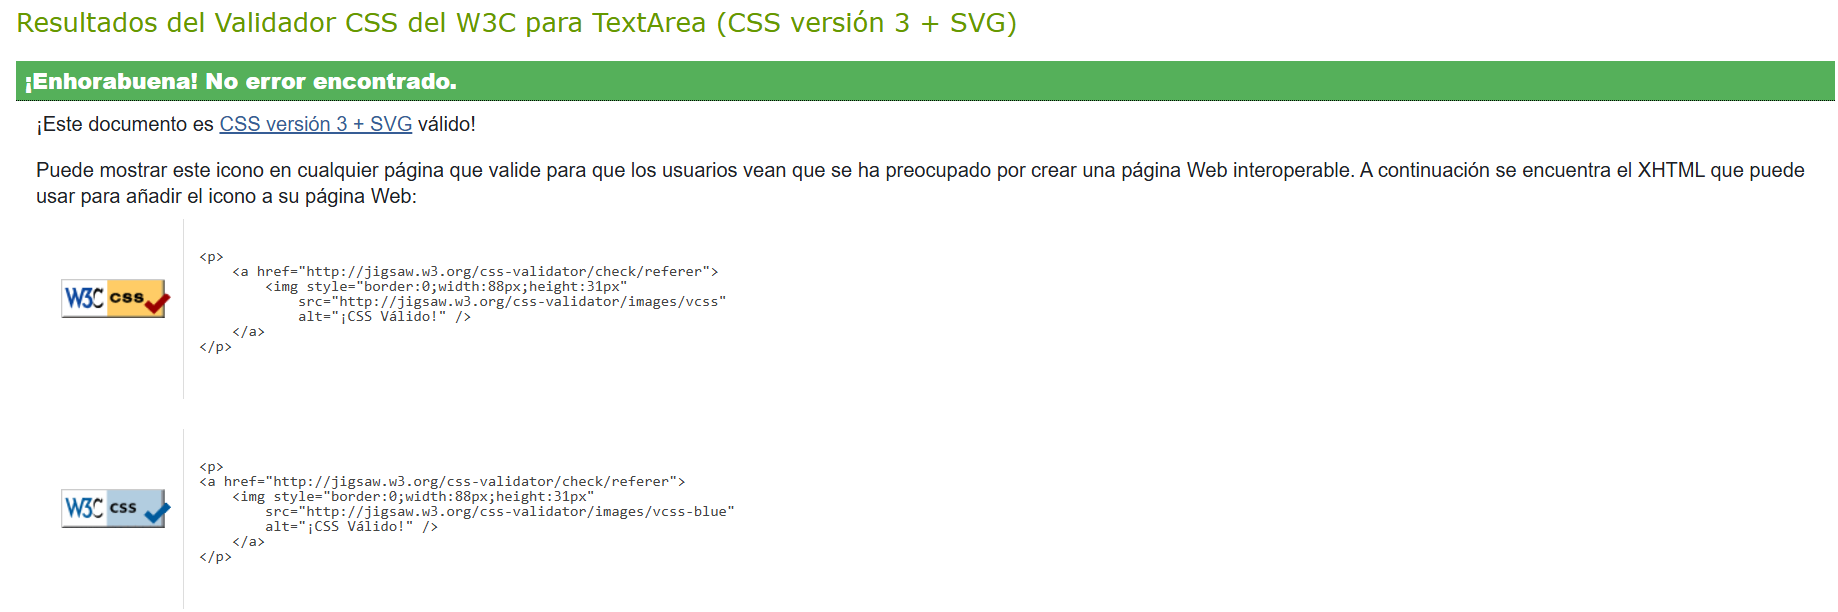 Resultados del Validador CSS del W3C para TextArea (CSS versión 3 + SVG)
¡Enhorabuena! No error encontrado.
¡Este documento es CSS versión 3 + SVG válido!
Puede mostrar este icono en cualquier página que valide para que los usuarios vean que se ha preocupado por crear una página Web interoperable. A continuación se encuentra el XHTML que puede
usar para añadir el icono a su página Web:
W3C css
<p>
    <a href="http://jigsaw.w3.org/css-validator/check/referer">
        <img style="border:0;width:88px;height:31px"
            src="http://jigsaw.w3.org/css-validator/images/vcss"
            alt="¡CSS Válido!" />
    </a>
</p>
W3C css
<p>
<a href="http://jigsaw.w3.org/css-validator/check/referer">
    <img style="border:0;width:88px;height:31px"
        src="http://jigsaw.w3.org/css-validator/images/vcss-blue"
        alt="¡CSS Válido!" />
    </a>
</p>